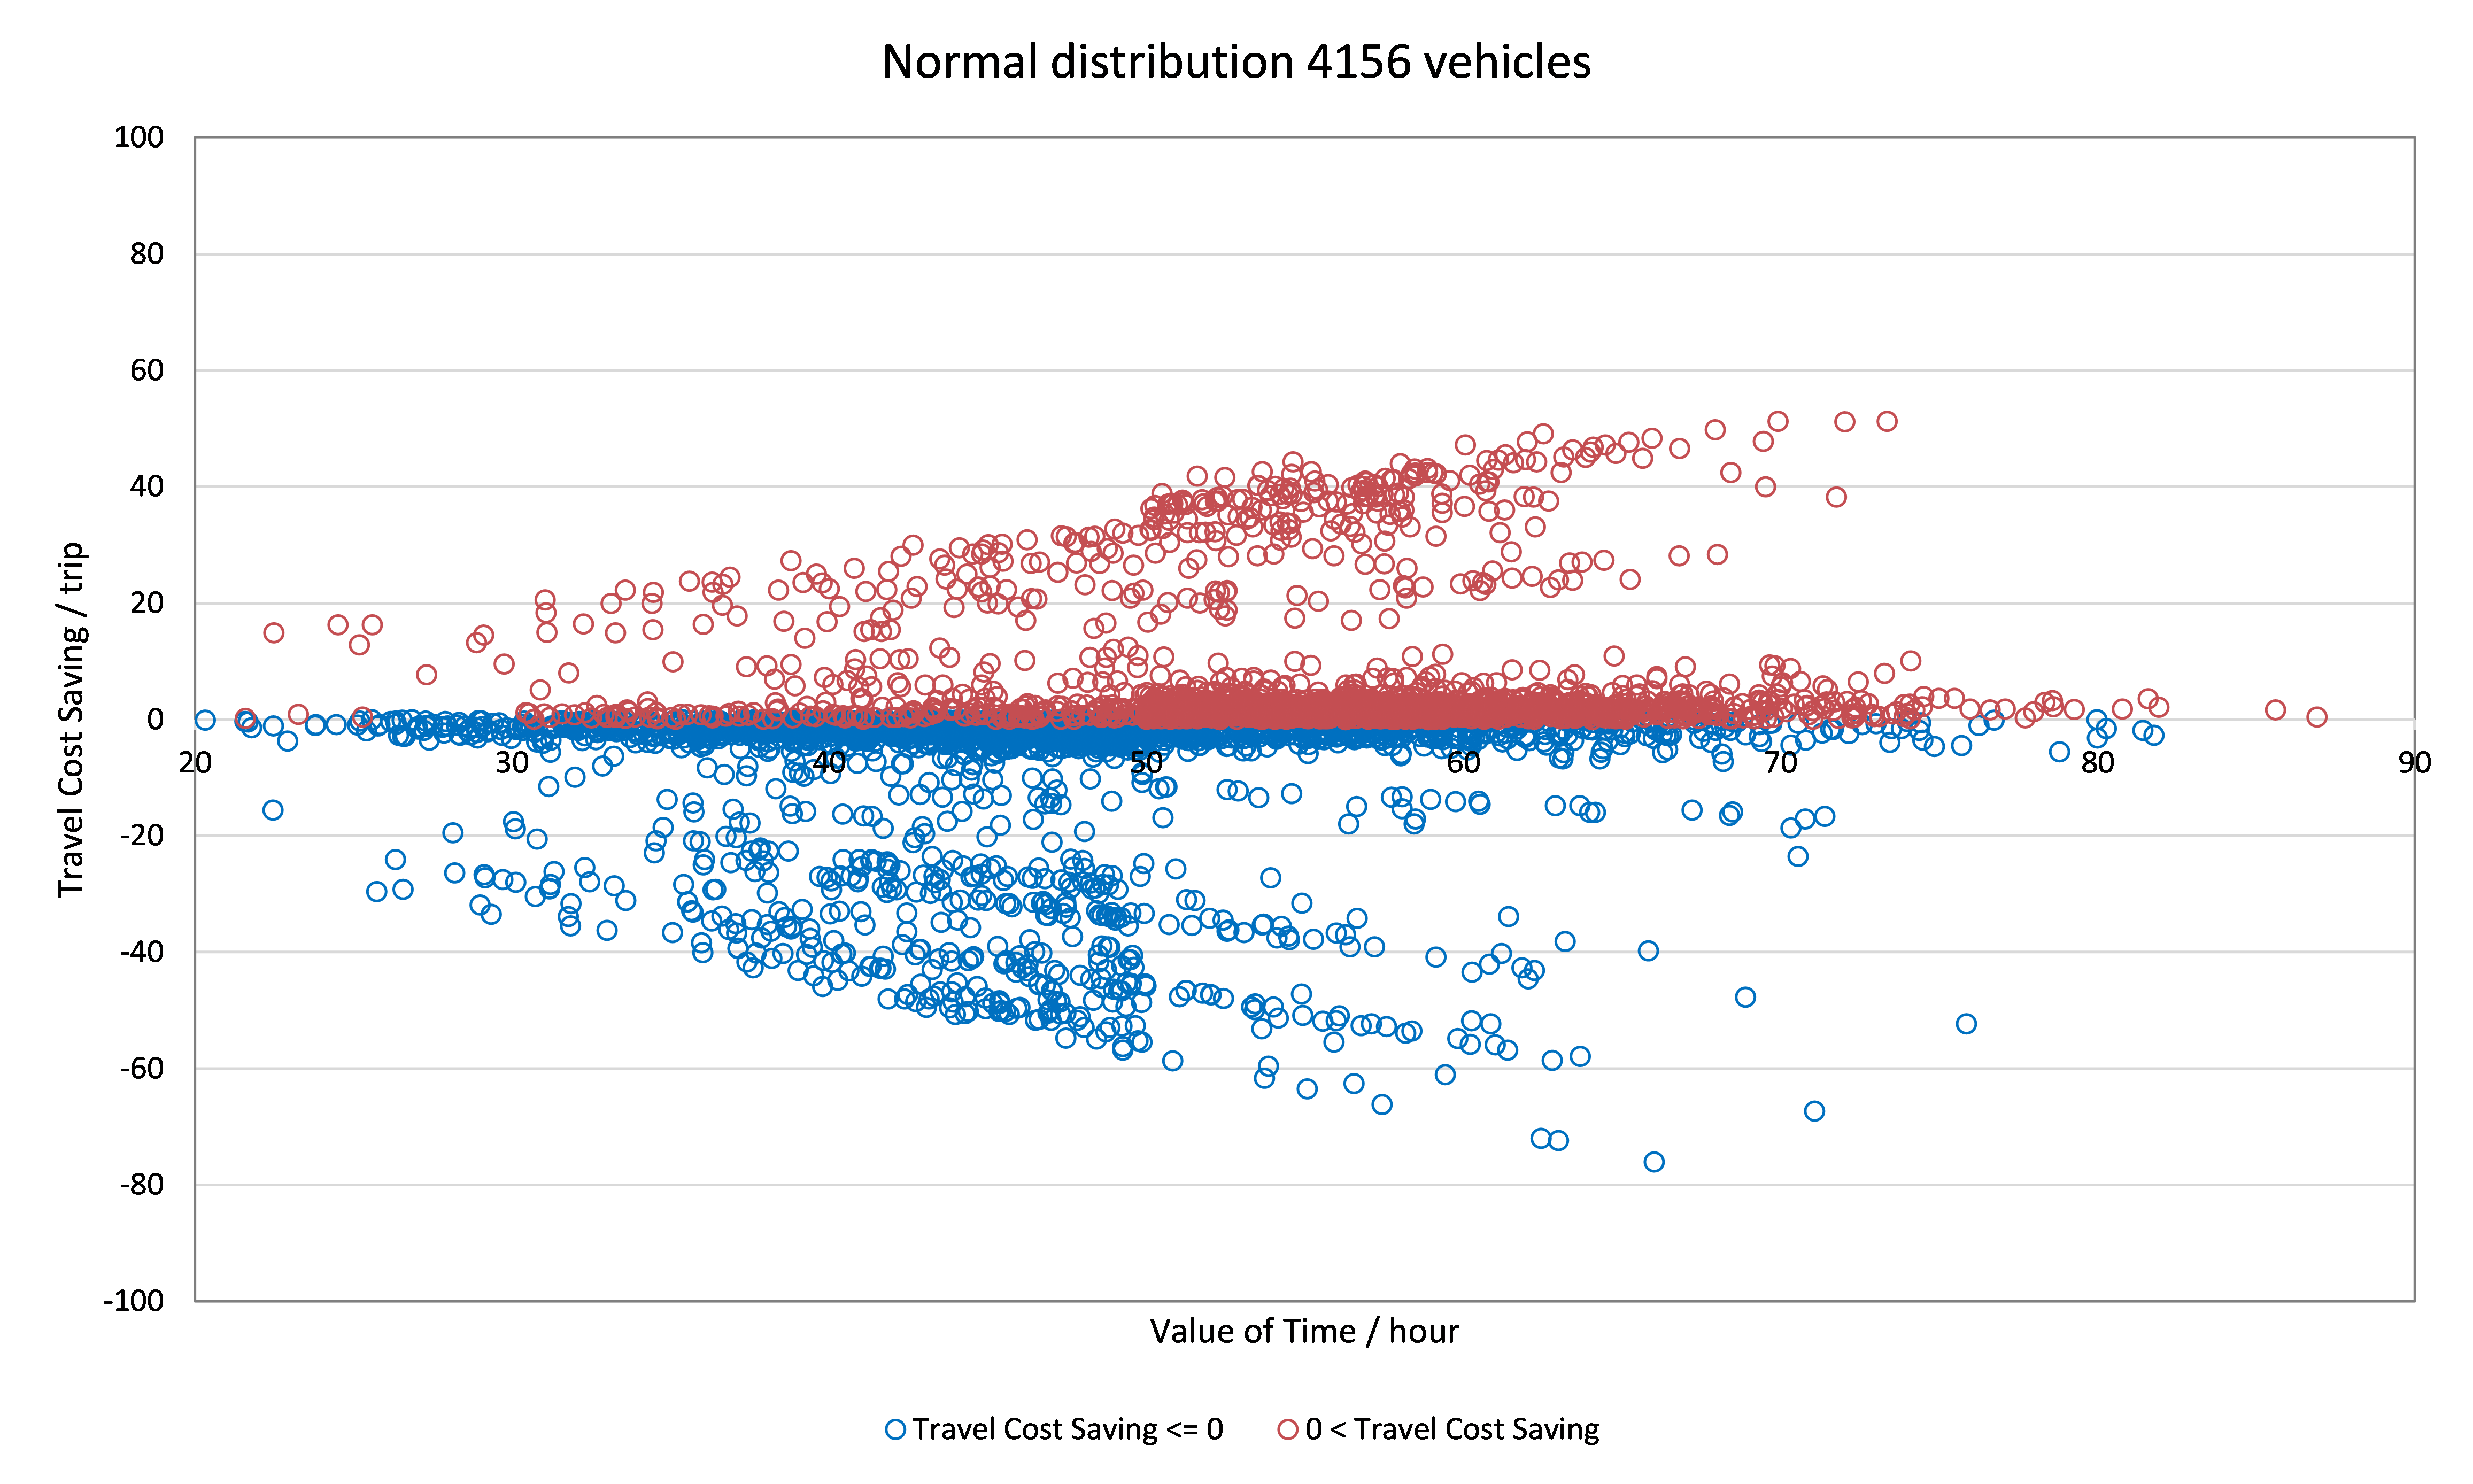 Normal distribution 4156 vehicles
100
80
60
40
20
0
-20
-40
-60
-80
-100
Travel Cost Saving / trip
20 30 40 50 60 70 80 90
Value of Time / hour
Travel Cost Saving <= 0 0 < Travel Cost Saving